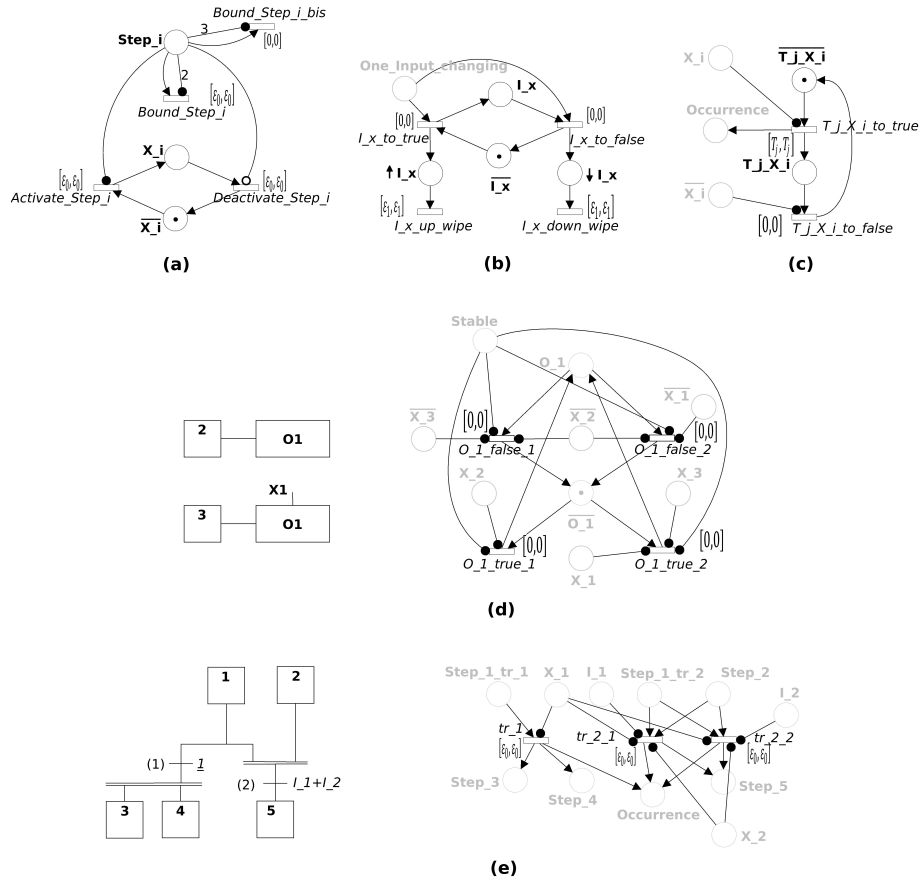 Bound_Step_i_bis
3
Step_i
[0,0]
2
[ε₀,ε₀]
Bound_Step_i
X_i
[ε₀,ε₀]
[ε₀,ε₀]
Activate_Step_i
Deactivate_Step_i
X_i
(a)
One_Input_changing
I_x
[0,0]
[0,0]
I_x_to_true
I_x_to_false
↑ I_x
I_x
↓ I_x
[ε₁,ε₁]
[ε₁,ε₁]
I_x_up_wipe
I_x_down_wipe
(b)
T_j_X_i
X_i
Occurrence
T_j_X_i_to_true
[Tⱼ,Tⱼ]
T_j_X_i
X_i
[0,0]
T_j_X_i_to_false
(c)
2
O1
X1
3
O1
Stable
O_1
X_3
X_2
X_1
[0,0]
[0,0]
O_1_false_1
O_1_false_2
X_2
X_3
O_1
[0,0]
[0,0]
O_1_true_1
O_1_true_2
X_1
(d)
1
2
(1)
1
(2)
I_1+I_2
3
4
5
Step_1_tr_1
X_1
I_1
Step_1_tr_2
Step_2
I_2
tr_1
tr_2_1
tr_2_2
[ε₀,ε₀]
[ε₀,ε₀]
[ε₀,ε₀]
Step_3
Step_4
Step_5
Occurrence
X_2
(e)